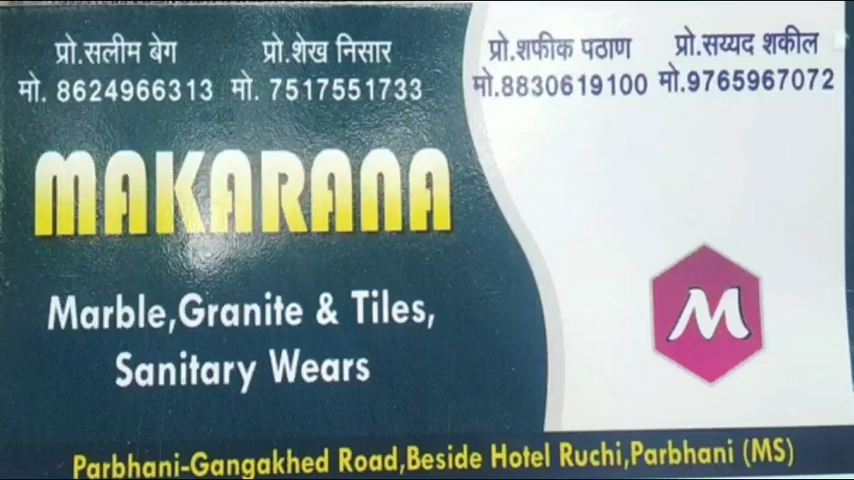 प्रो.सलीम बेग
मो. 8624966313
प्रो.शेख निसार
मो. 7517551733
प्रो.शफीक पठाण
मो.8830619100
प्रो.सय्यद शकील
मो.9765967072
MAKARANA
Marble,Granite & Tiles,
Sanitary Wears
M
Parbhani-Gangakhed Road,Beside Hotel Ruchi,Parbhani (MS)